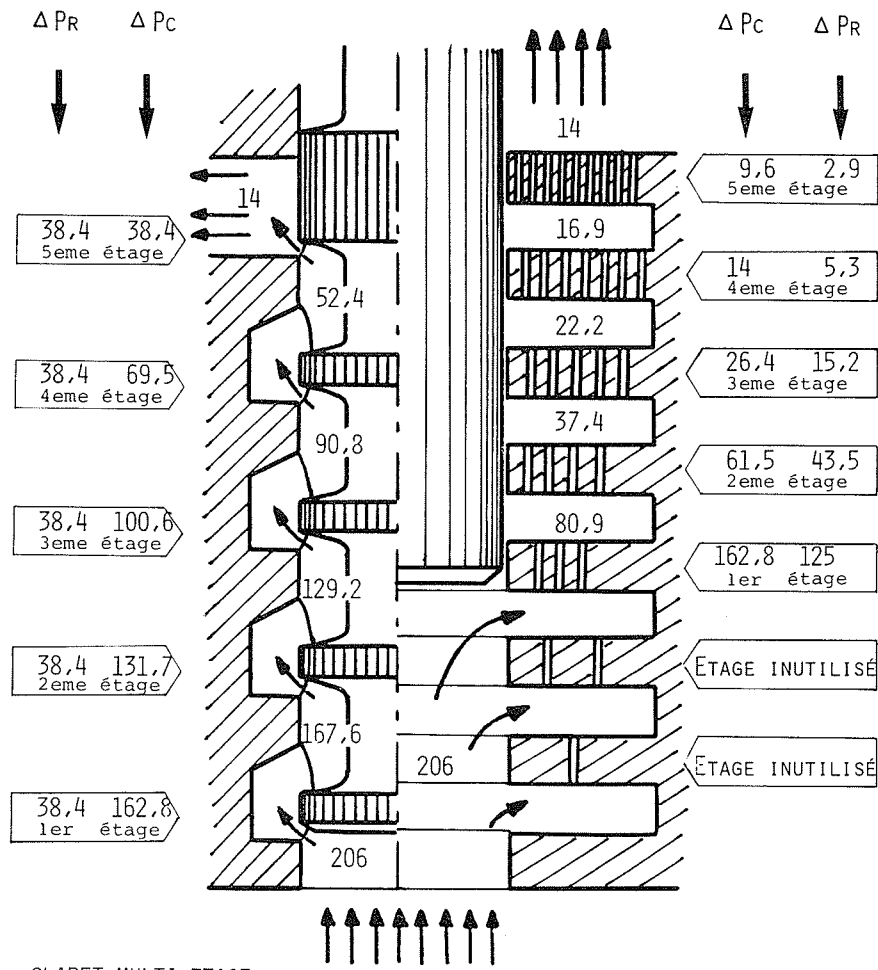 Δ PR Δ PC
Δ PC Δ PR
14
9,6 2,9
5eme étage
14
38,4 38,4
5eme étage
16,9
14 5,3
4eme étage
52,4
22,2
26,4 15,2
3eme étage
38,4 69,5
4eme étage
37,4
90,8
61,5 43,5
2eme étage
38,4 100,6
3eme étage
80,9
162,8 125
1er étage
129,2
38,4 131,7
2eme étage
ETAGE INUTILISÉ
167,6
206
ETAGE INUTILISÉ
38,4 162,8
1er étage
206